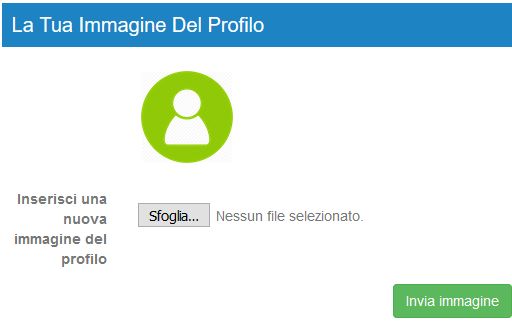 La Tua Immagine Del Profilo
Inserisci una
nuova
immagine del
profilo
Sfoglia... Nessun file selezionato.
Invia immagine